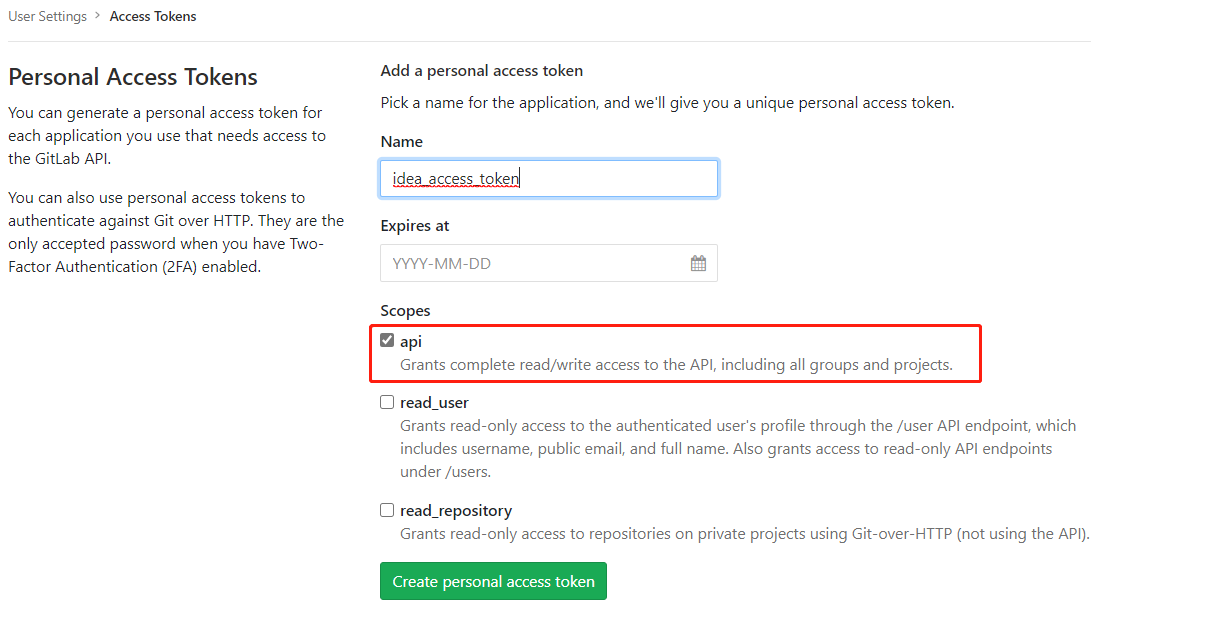 User Settings > Access Tokens
Personal Access Tokens
You can generate a personal access token for
each application you use that needs access to
the GitLab API.
You can also use personal access tokens to
authenticate against Git over HTTP. They are the
only accepted password when you have Two-
Factor Authentication (2FA) enabled.
Add a personal access token
Pick a name for the application, and we'll give you a unique personal access token.
Name
idea_access_token
Expires at
YYYY-MM-DD
Scopes
api
Grants complete read/write access to the API, including all groups and projects.
read_user
Grants read-only access to the authenticated user's profile through the /user API endpoint, which
includes username, public email, and full name. Also grants access to read-only API endpoints
under /users.
read_repository
Grants read-only access to repositories on private projects using Git-over-HTTP (not using the API).
Create personal access token